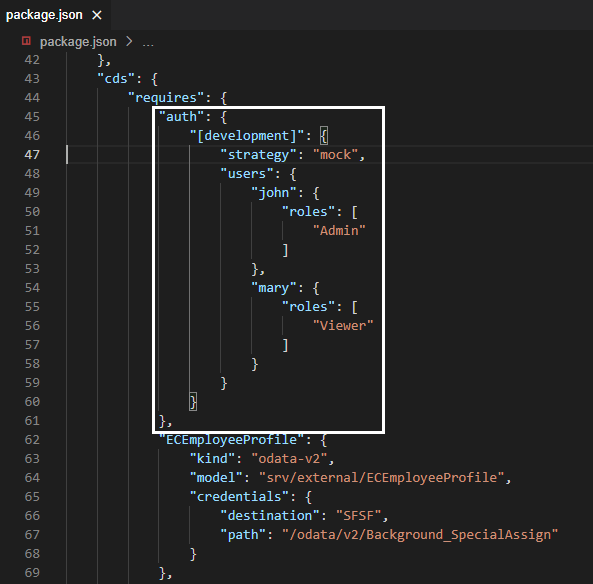 package.json ×
package.json > ...
42 },
43 "cds": {
44 "requires": {
45 "auth": {
46 "[development]": {
47 "strategy": "mock",
48 "users": {
49 "john": {
50 "roles": [
51 "Admin"
52 ]
53 },
54 "mary": {
55 "roles": [
56 "Viewer"
57 ]
58 }
59 }
60 }
61 },
62 "ECEmployeeProfile": {
63 "kind": "odata-v2",
64 "model": "srv/external/ECEmployeeProfile",
65 "credentials": {
66 "destination": "SFSF",
67 "path": "/odata/v2/Background_SpecialAssign"
68 }
69 },